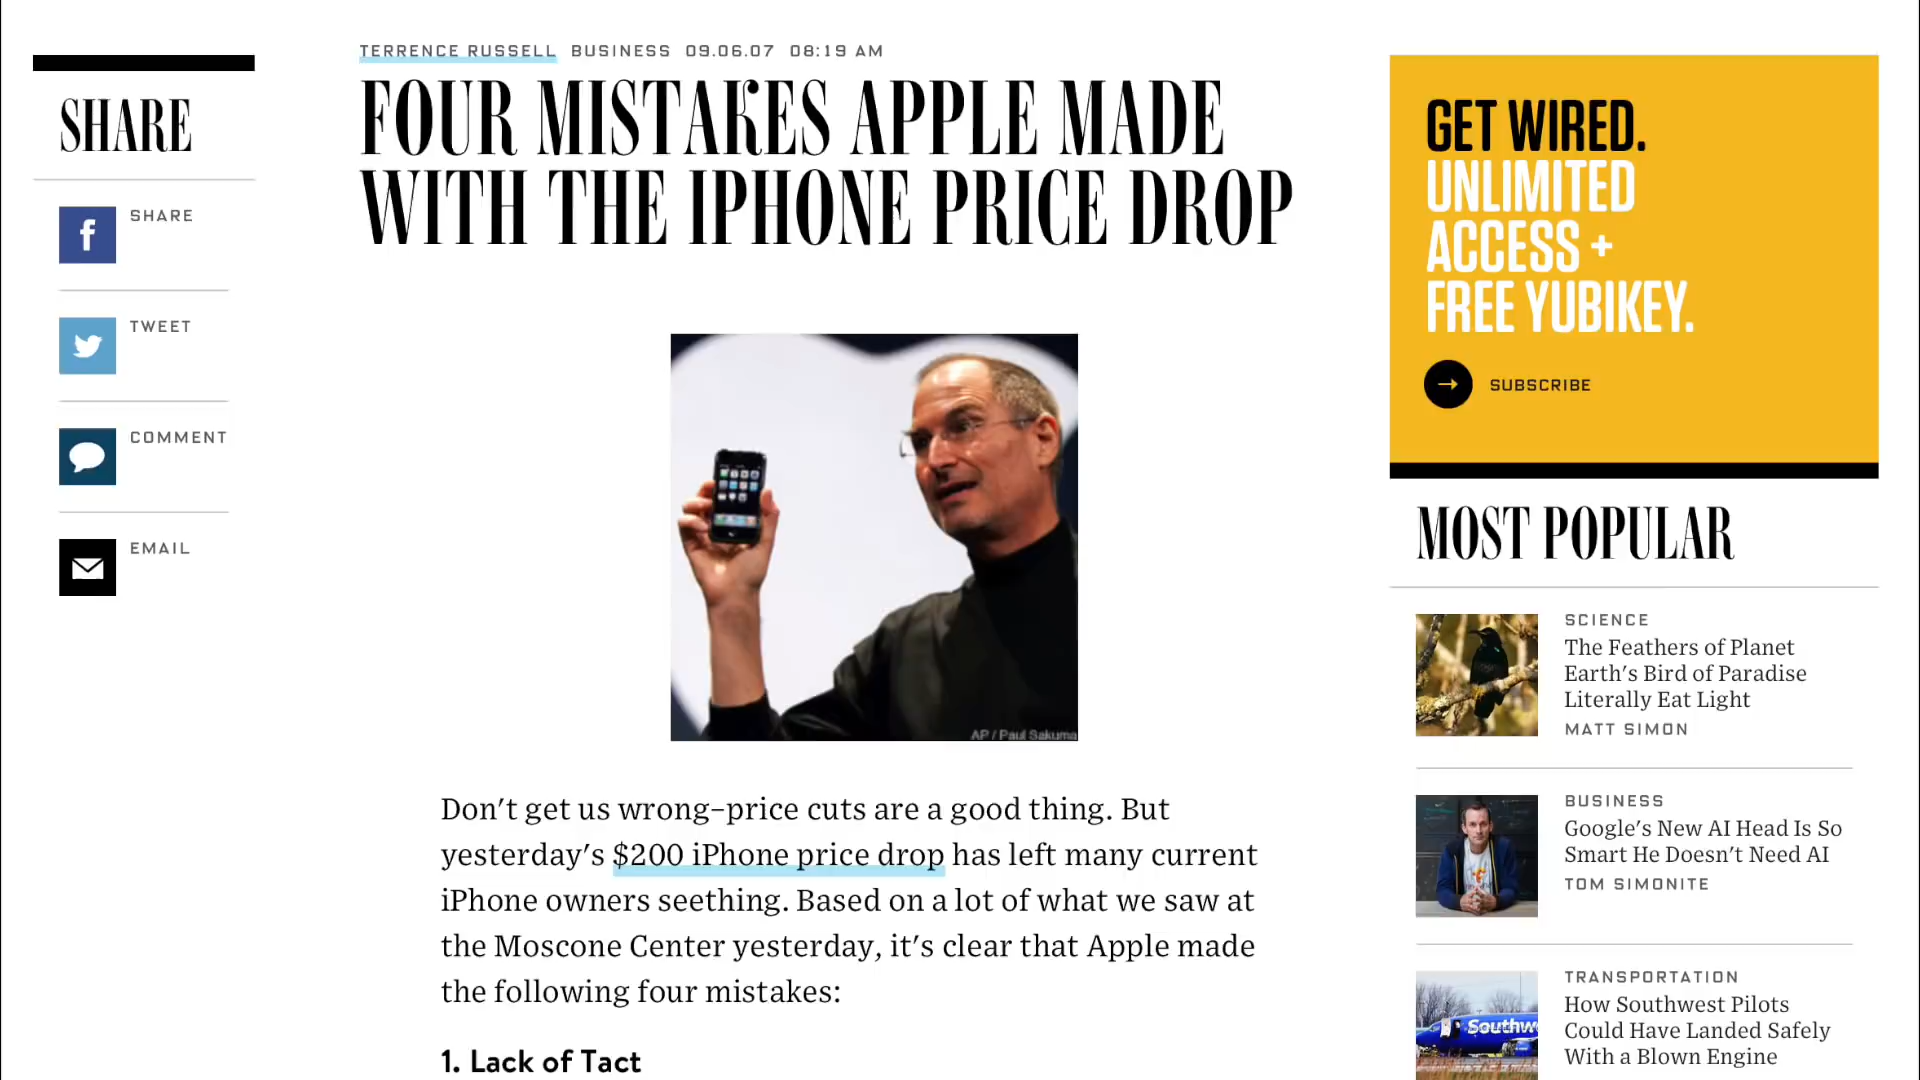 SHARE
SHARE
TWEET
COMMENT
EMAIL
TERRENCE RUSSELL BUSINESS 09.06.07 08:19 AM
FOUR MISTAKES APPLE MADE
WITH THE IPHONE PRICE DROP
AP / Paul Sakuma
Don't get us wrong–price cuts are a good thing. But
yesterday's $200 iPhone price drop has left many current
iPhone owners seething. Based on a lot of what we saw at
the Moscone Center yesterday, it's clear that Apple made
the following four mistakes:
1. Lack of Tact
GET WIRED.
UNLIMITED
ACCESS +
FREE YUBIKEY.
SUBSCRIBE
MOST POPULAR
SCIENCE
The Feathers of Planet
Earth's Bird of Paradise
Literally Eat Light
MATT SIMON
BUSINESS
Google's New AI Head Is So
Smart He Doesn't Need AI
TOM SIMONITE
Southw
TRANSPORTATION
How Southwest Pilots
Could Have Landed Safely
With a Blown Engine